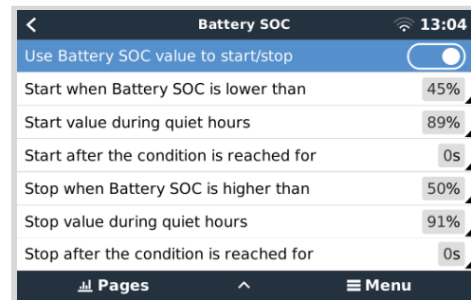 Battery SOC 13:04
Use Battery SOC value to start/stop
Start when Battery SOC is lower than 45%
Start value during quiet hours 89%
Start after the condition is reached for 0s
Stop when Battery SOC is higher than 50%
Stop value during quiet hours 91%
Stop after the condition is reached for 0s
Pages Menu